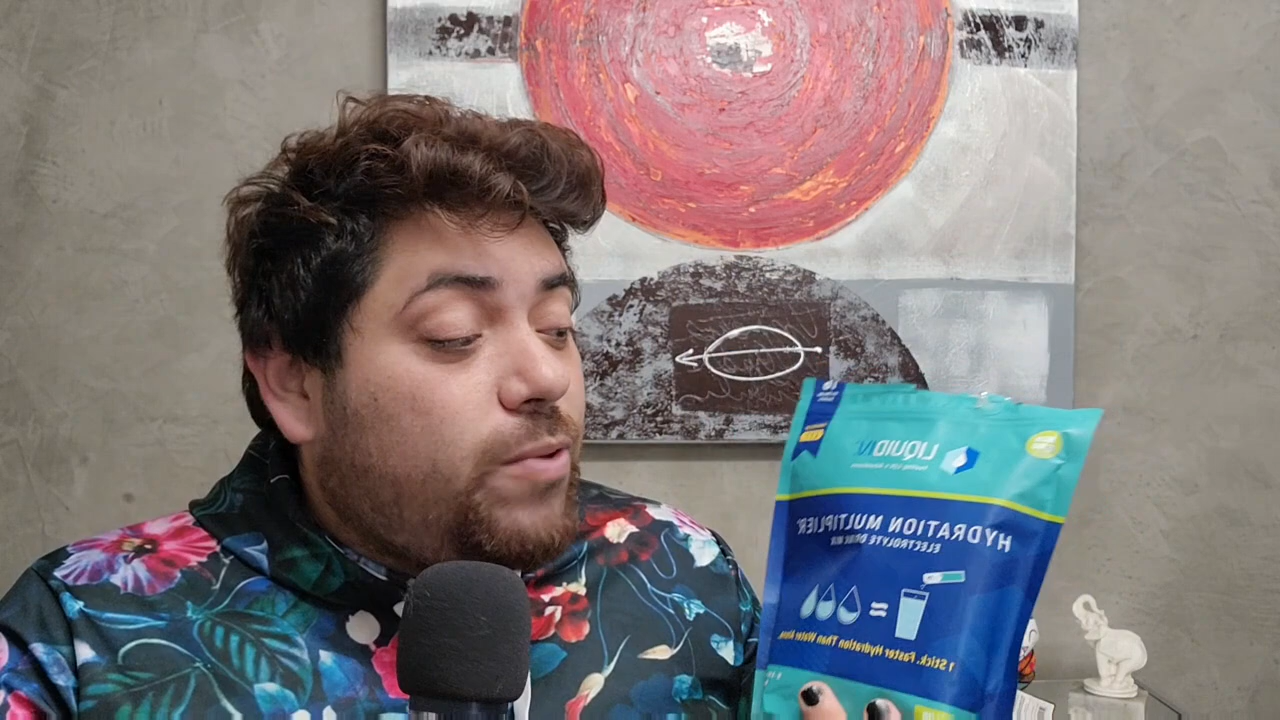 LIQUID I.V.
HYDRATION MULTIPLIER
ELECTROLYTE DRINK MIX
=
1 Stick. Faster Hydration Than Water Alone.